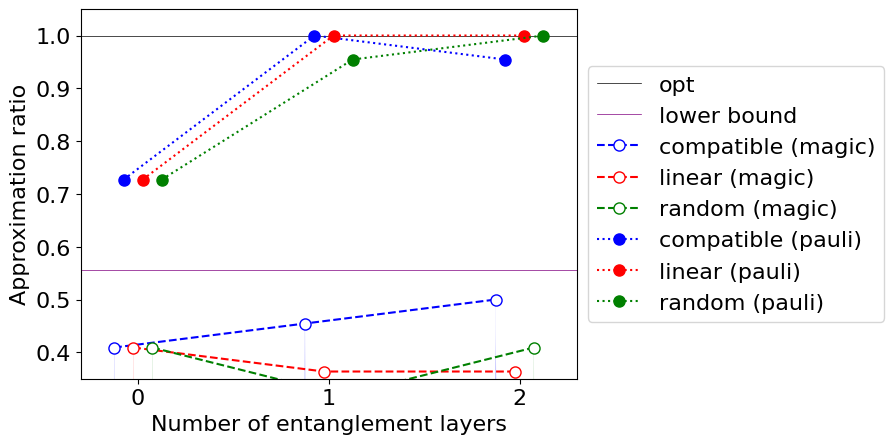 Approximation ratio
1.0
0.9
0.8
0.7
0.6
0.5
0.4
0 1 2
Number of entanglement layers
opt
lower bound
compatible (magic)
linear (magic)
random (magic)
compatible (pauli)
linear (pauli)
random (pauli)